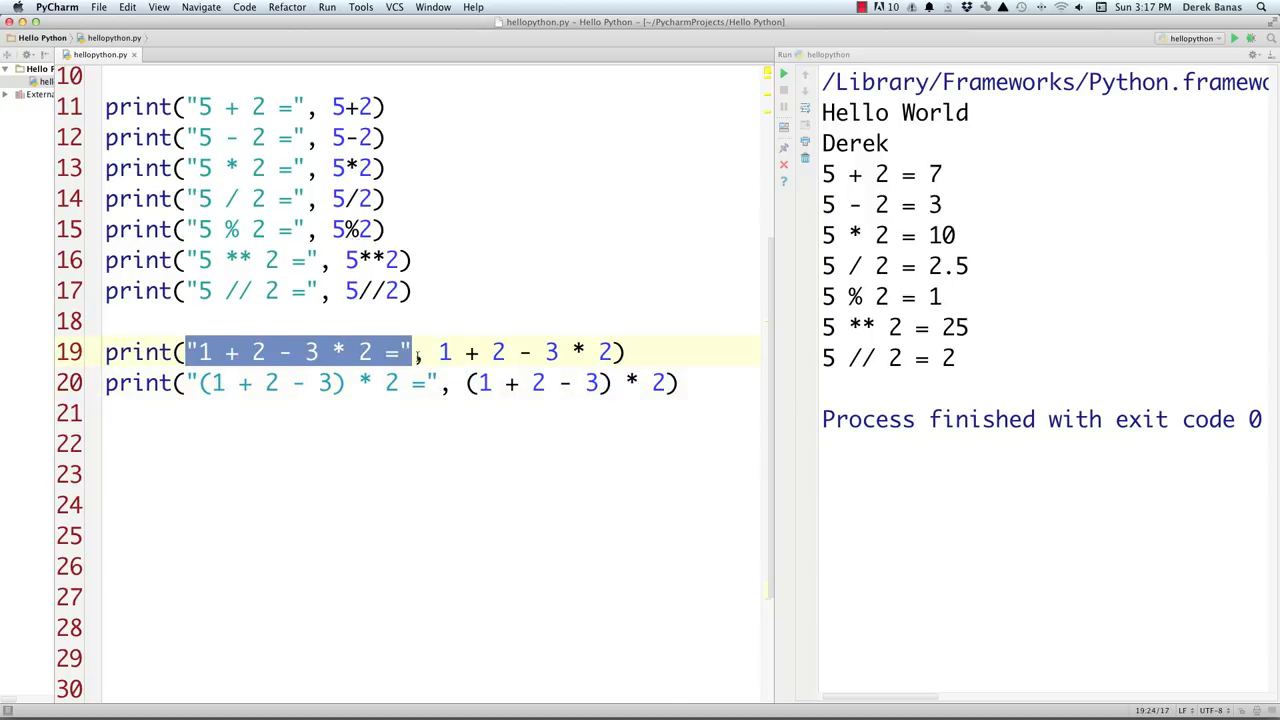 PyCharm File Edit View Navigate Code Refactor Run Tools VCS Window Help 10 Sun 3:17 PM Derek Banas
hellopython.py - Hello Python - [~/PycharmProjects/Hello Python]
Hello Python hellopython.py hellopython
hellopython.py
Run hellopython
Hello P
hell
Externa
10
11 print("5 + 2 =", 5+2)
12 print("5 - 2 =", 5-2)
13 print("5 * 2 =", 5*2)
14 print("5 / 2 =", 5/2)
15 print("5 % 2 =", 5%2)
16 print("5 ** 2 =", 5**2)
17 print("5 // 2 =", 5//2)
18
19 print("1 + 2 - 3 * 2 =", 1 + 2 - 3 * 2)
20 print("(1 + 2 - 3) * 2 =", (1 + 2 - 3) * 2)
21
22
23
24
25
26
27
28
29
30
/Library/Frameworks/Python.framewo
Hello World
Derek
5 + 2 = 7
5 - 2 = 3
5 * 2 = 10
5 / 2 = 2.5
5 % 2 = 1
5 ** 2 = 25
5 // 2 = 2
Process finished with exit code 0
19:24/17 LF UTF-8